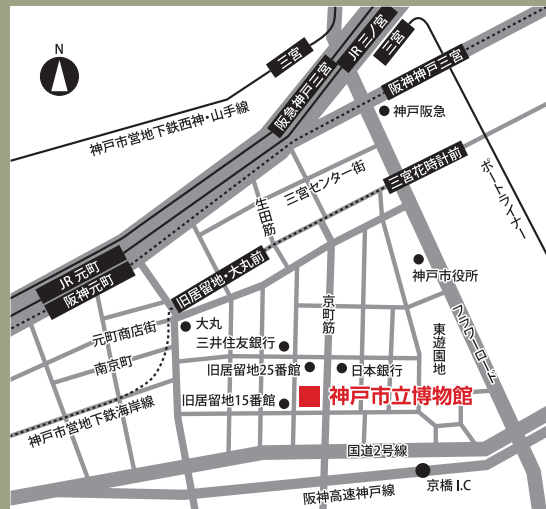 N
三宮
JR 三ノ宮
三宮
阪急神戸三宮
阪神神戸三宮
神戸市営地下鉄西神・山手線
神戸阪急
三宮センター街
三宮花時計前
生田筋
ポートライナー
旧居留地・大丸前
JR 元町
阪神元町
神戸市役所
京町筋
元町商店街
大丸
三井住友銀行
東遊園地
フラワーロード
南京町
旧居留地25番館
日本銀行
神戸市立博物館
旧居留地15番館
神戸市営地下鉄海岸線
国道2号線
京橋 I.C
阪神高速神戸線